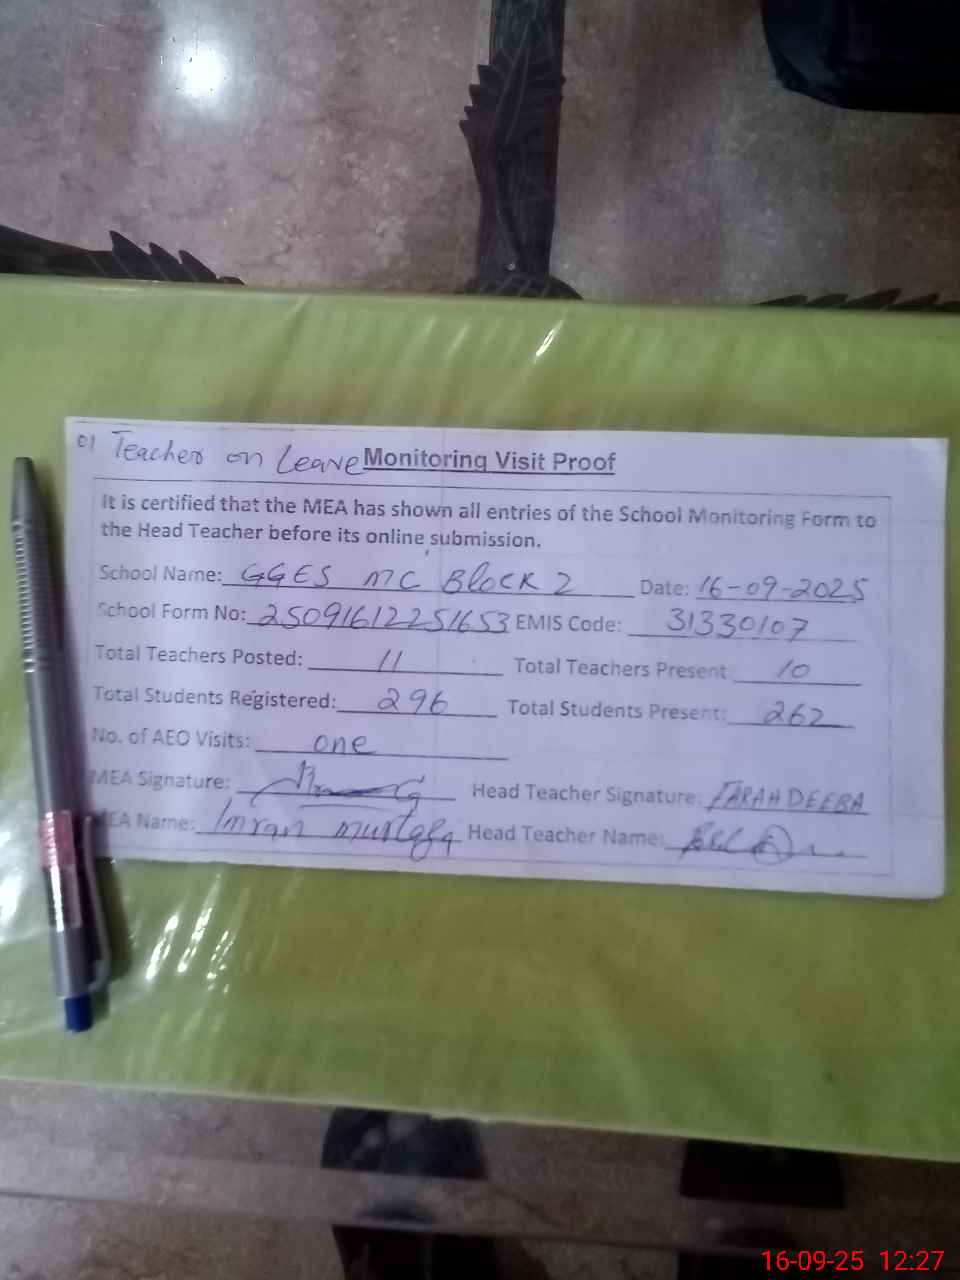 01 Teacher on Leave Monitoring Visit Proof
It is certified that the MEA has shown all entries of the School Monitoring Form to
the Head Teacher before its online submission.
School Name: GGES MC Block 2 Date: 16-09-2025
School Form No: 25091612251653 EMIS Code: 31330107
Total Teachers Posted: 11 Total Teachers Present 10
Total Students Registered: 296 Total Students Present: 262
No. of AEO Visits: one
MEA Signature: Head Teacher Signature: FARAH DEEBA
MEA Name: Imran mustafa Head Teacher Name:
16-09-25 12:27